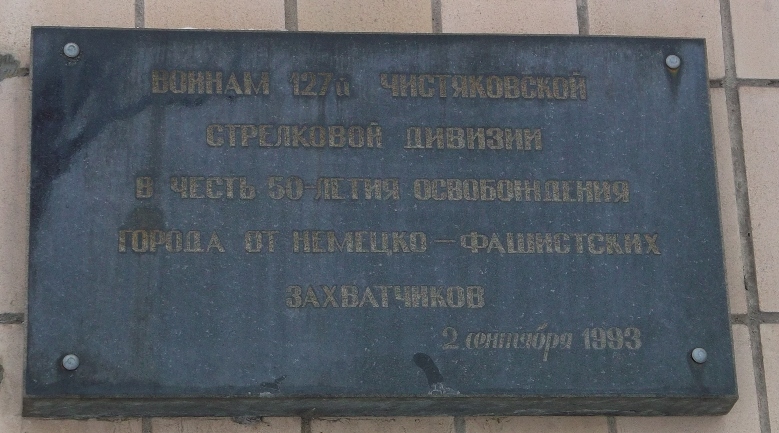 ВОИНАМ 127й ЧИСТЯКОВСКОЙ
СТРЕЛКОВОЙ ДИВИЗИИ
В ЧЕСТЬ 50-ЛЕТИЯ ОСВОБОЖДЕНИЯ
ГОРОДА ОТ НЕМЕЦКО-ФАШИСТСКИХ
ЗАХВАТЧИКОВ
2 сентября 1993